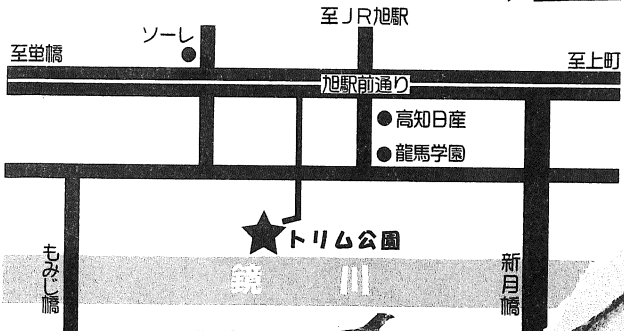 至JR旭駅
ソーレ
至蛍橋
至上町
旭駅前通り
高知日産
龍馬学園
トリム公園
もみじ橋
鏡川
新月橋